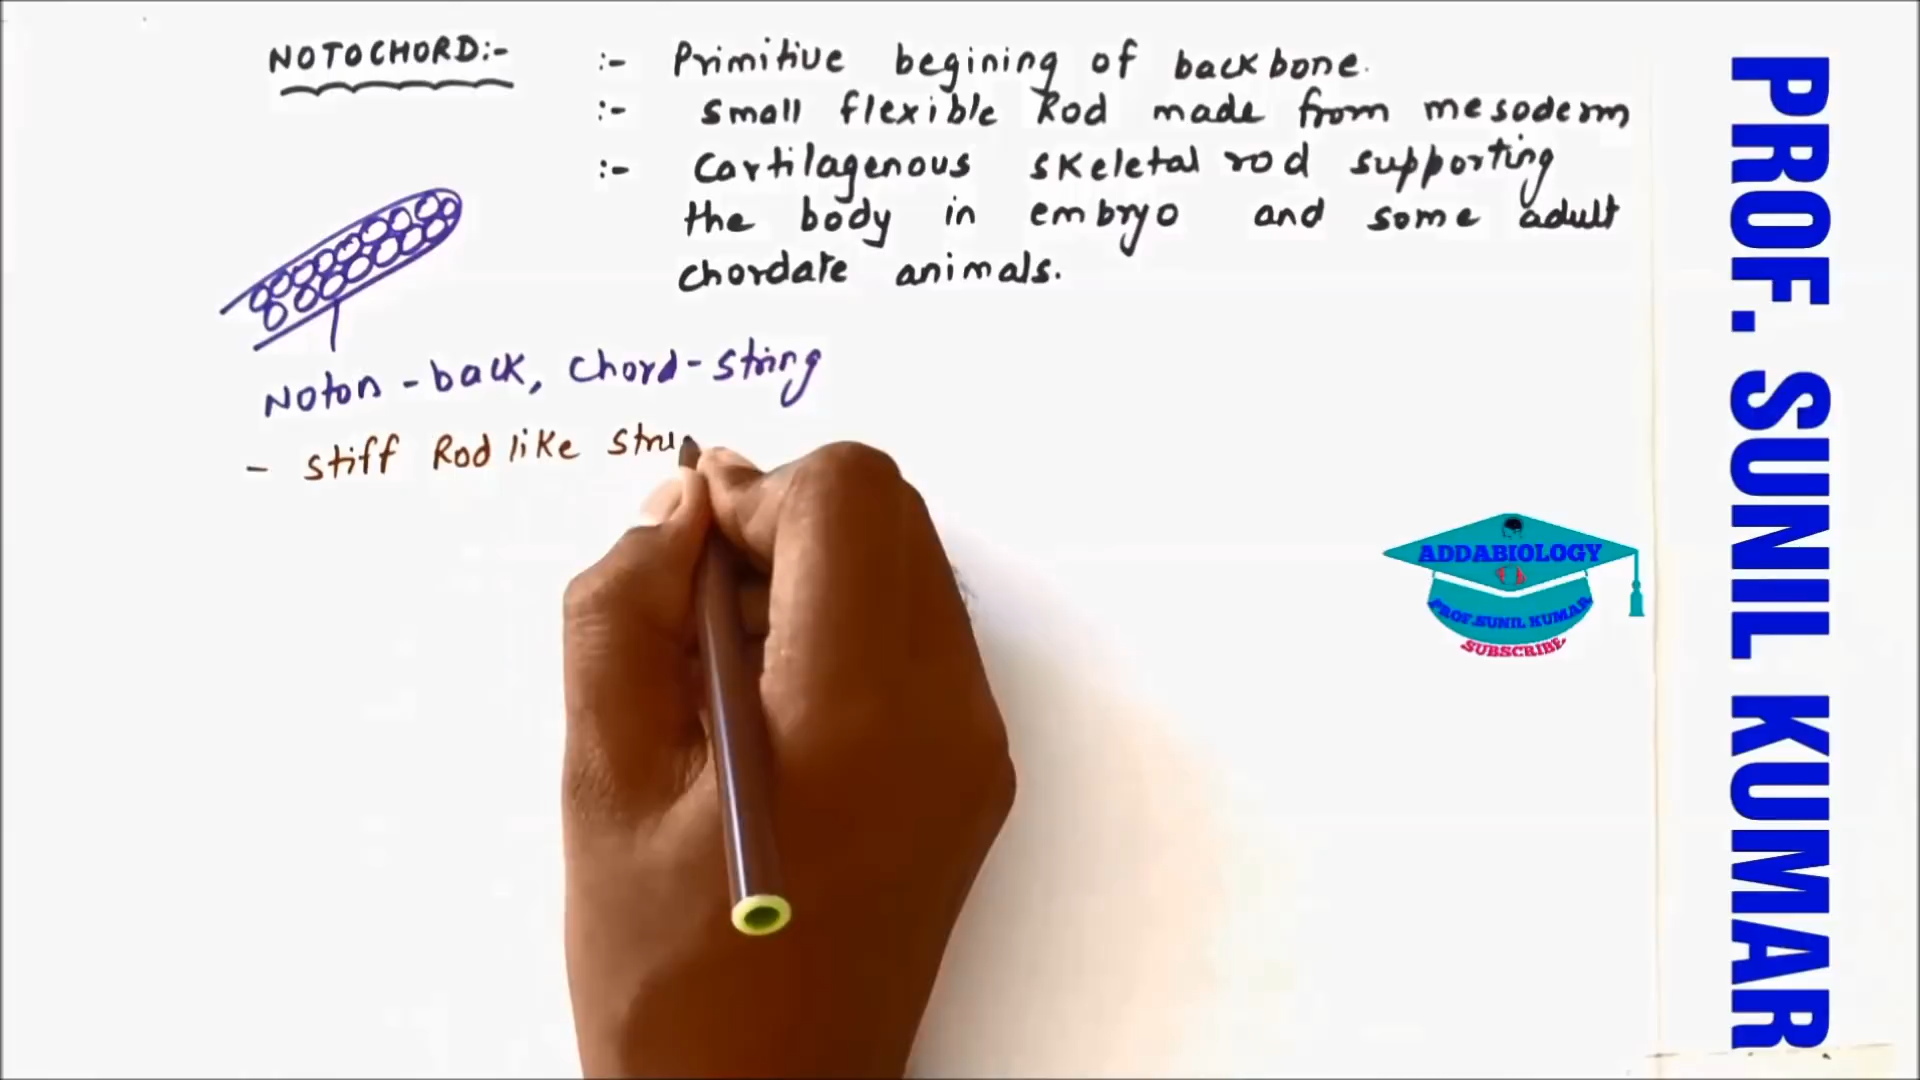 NOTOCHORD:-
:- Primitive begining of backbone.
:- Small flexible Rod made from mesoderm
:- Cartilagenous skeletal rod supporting
the body in embryo and some adult
chordate animals.
Noton - back, Chord - string
- Stiff Rod like stru
ADDABIOLOGY
PROF.SUNIL KUMAR
SUBSCRIBE
PROF. SUNIL KUMAR